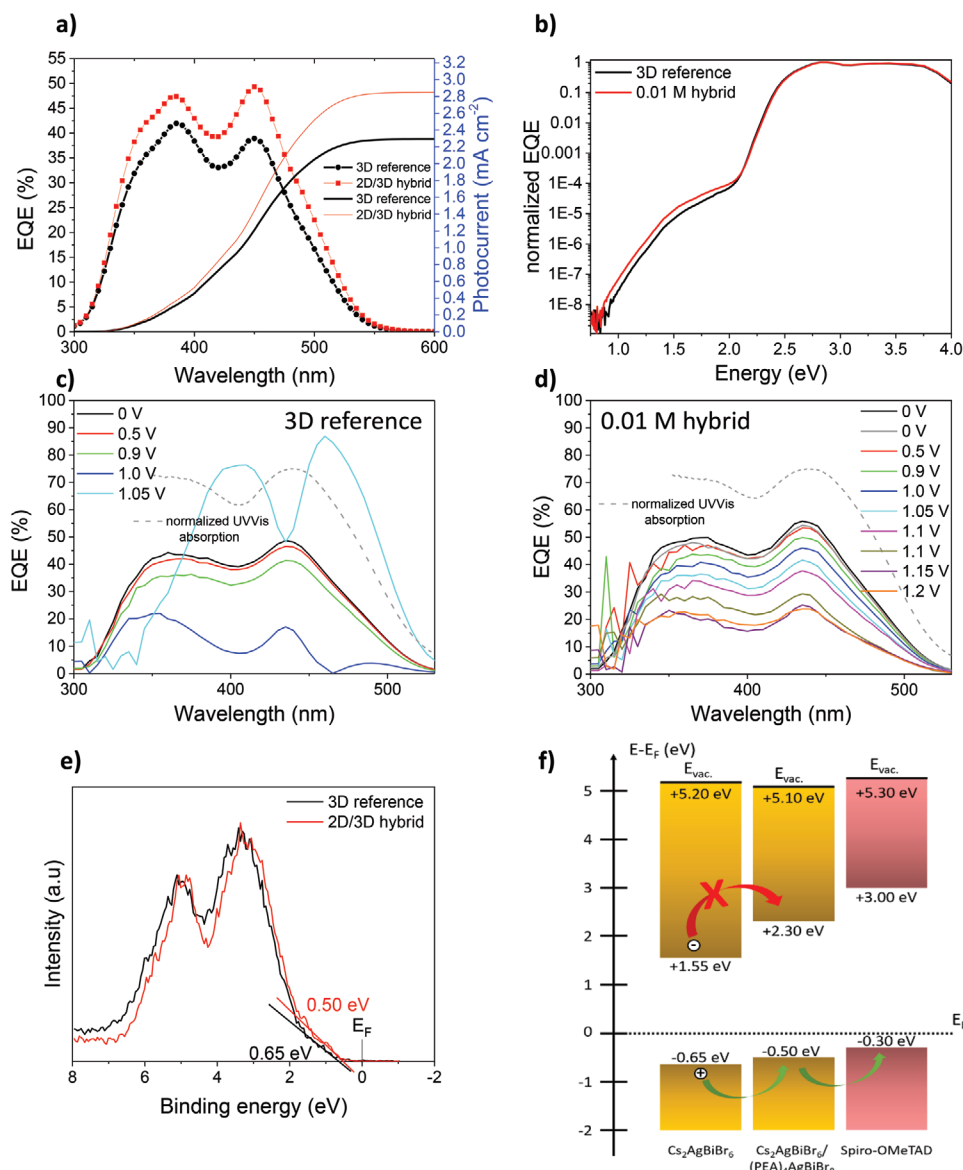 a)
55
50
45
40
35
30
25
20
15
10
5
0
EQE (%)
3D reference
2D/3D hybrid
3D reference
2D/3D hybrid
3.2
3.0
2.8
2.6
2.4
2.2
2.0
1.8
1.6
1.4
1.2
1.0
0.8
0.6
0.4
0.2
0.0
Photocurrent (mA cm⁻²)
300 400 500 600
Wavelength (nm)
b)
1
0.1
0.01
0.001
1E-4
1E-5
1E-6
1E-7
1E-8
normalized EQE
3D reference
0.01 M hybrid
1.0 1.5 2.0 2.5 3.0 3.5 4.0
Energy (eV)
c)
100
90
80
70
60
50
40
30
20
10
0
EQE (%)
3D reference
0 V
0.5 V
0.9 V
1.0 V
1.05 V
normalized UVVis
absorption
300 400 500
Wavelength (nm)
d)
100
90
80
70
60
50
40
30
20
10
0
EQE (%)
0.01 M hybrid
0 V
0 V
0.5 V
0.9 V
1.0 V
1.05 V
1.1 V
1.1 V
1.15 V
1.2 V
normalized UVVis
absorption
300 400 500
Wavelength (nm)
e)
Intensity (a.u)
3D reference
2D/3D hybrid
0.50 eV
E_F
0.65 eV
8 6 4 2 0 -2
Binding energy (eV)
f)
E-E_F (eV)
5
4
3
2
1
0
-1
-2
E_vac.
E_vac.
E_vac.
+5.20 eV
+5.10 eV
+5.30 eV
X
+3.00 eV
+2.30 eV
-
+1.55 eV
-0.65 eV
-0.50 eV
-0.30 eV
+
Cs₂AgBiBr₆
Cs₂AgBiBr₆/
Spiro-OMeTAD